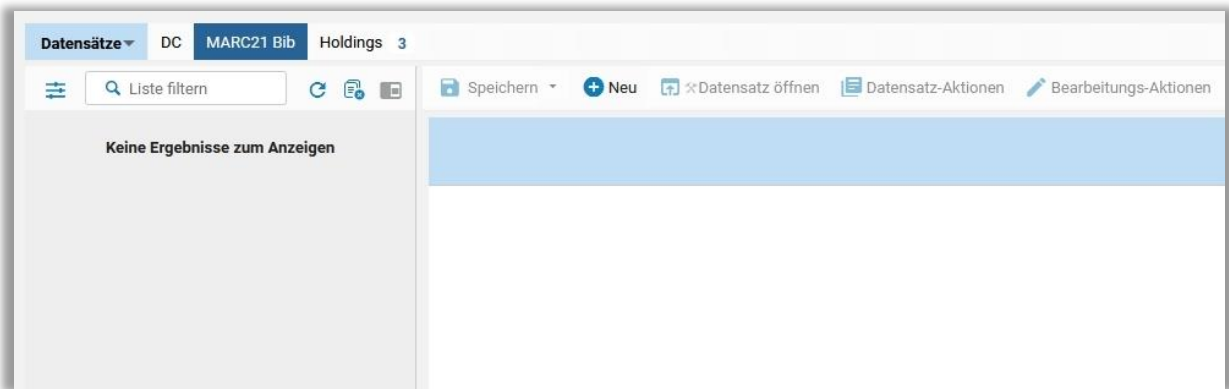 Datensätze DC MARC21 Bib Holdings 3
Liste filtern Speichern Neu Datensatz öffnen Datensatz-Aktionen Bearbeitungs-Aktionen
Keine Ergebnisse zum Anzeigen